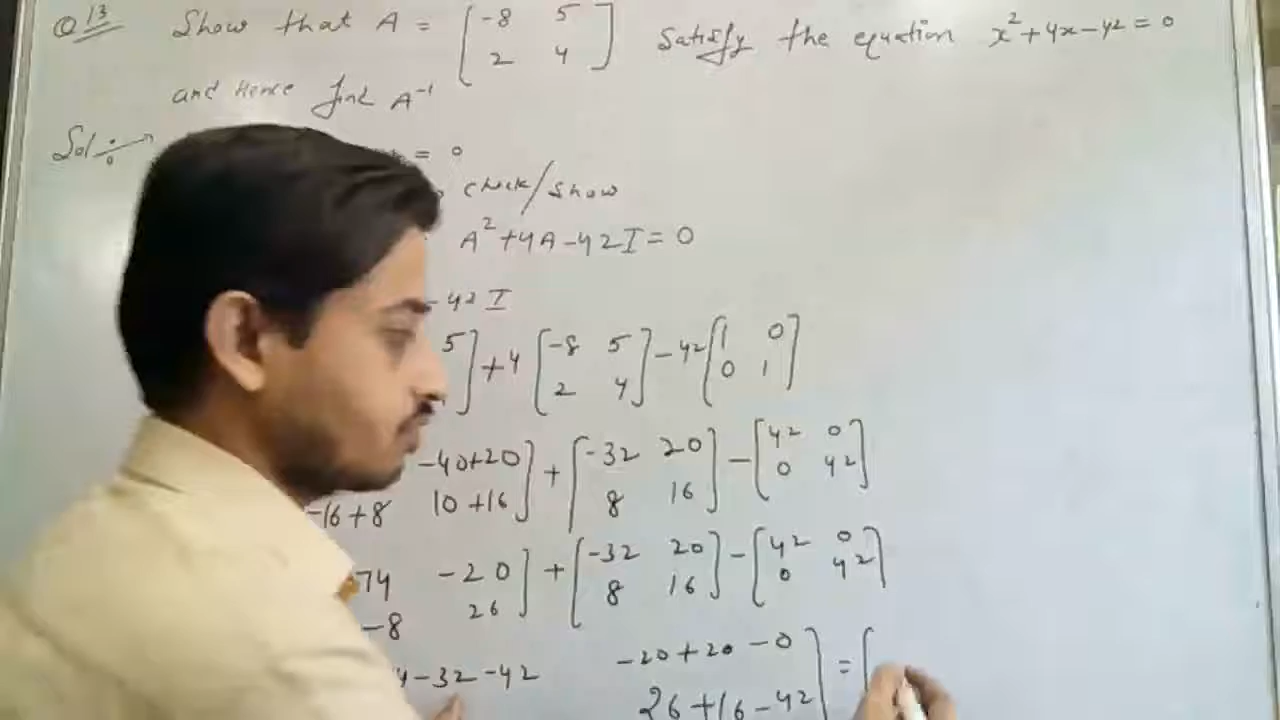 Q 13 Show that A = [-8 5
2 4] Satisfy the equation x²+4x-42=0
and Hence find A⁻¹
Sol÷→
= 0
check/show
A²+4A-42I=0
-42I
5] +4 [-8 5
2 4] -42 [1 0
0 1]
-40+20] + [-32 20] - [42 0]
-16+8 10+16] [8 16] [0 42]
74 -20] + [-32 20] - [42 0]
-8 26] [8 16] [0 42]
-32-42 -20+20-0] = [
26+16-42]